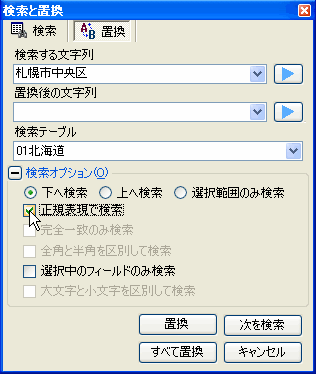 検索と置換
検索 置換
検索する文字列
札幌市中央区
置換後の文字列
検索テーブル
01北海道
検索オプション(O)
下へ検索 上へ検索 選択範囲のみ検索
正規表現で検索
完全一致のみ検索
全角と半角を区別して検索
選択中のフィールドのみ検索
大文字と小文字を区別して検索
置換 次を検索
すべて置換 キャンセル